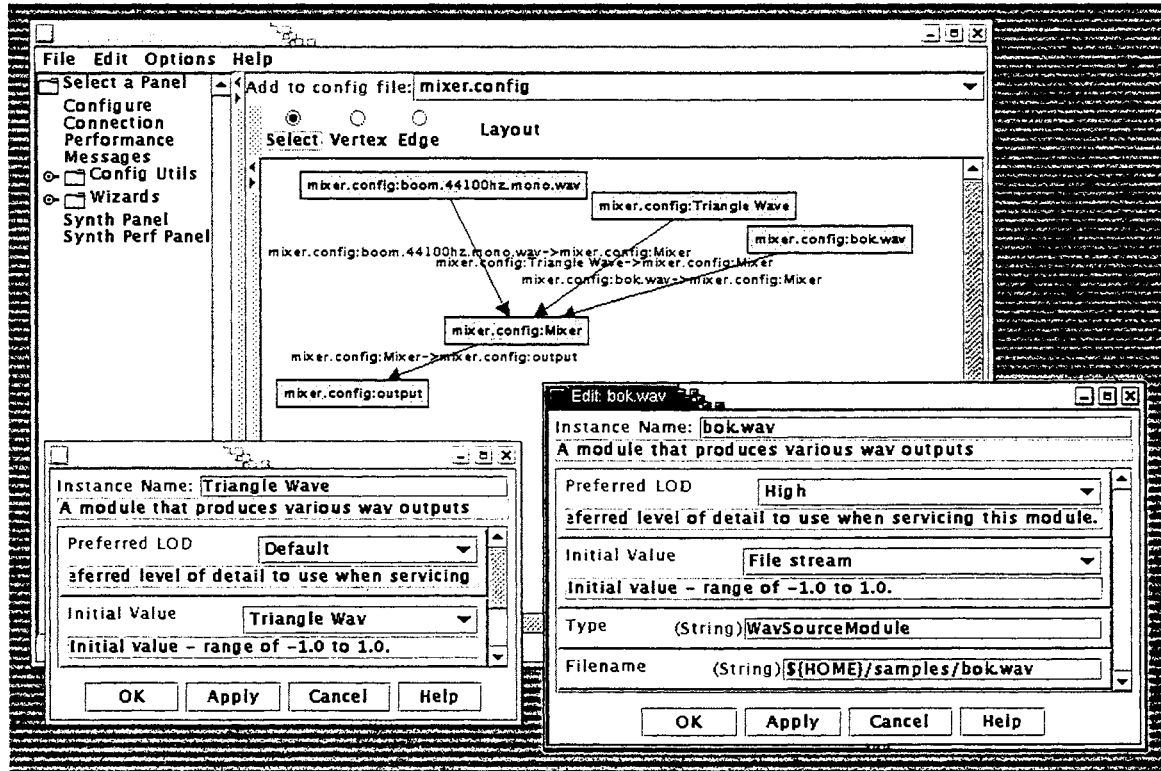 File Edit Options Help
Select a Panel
Configure
Connection
Performance
Messages
Config Utils
Wizards
Synth Panel
Synth Perf Panel
Add to config file: mixer.config
Select Vertex Edge Layout
mixer.config:boom.44100hz.mono.wav
mixer.config:Triangle Wave
mixer.config:bok.wav
mixer.config:boom.44100hz.mono.wav->mixer.config:Mixer
mixer.config:Triangle Wave->mixer.config:Mixer
mixer.config:bok.wav->mixer.config:Mixer
mixer.config:Mixer
mixer.config:Mixer->mixer.config:output
mixer.config:output
Instance Name: Triangle Wave
A module that produces various wav outputs
Preferred LOD Default
eferred level of detail to use when servicing
Initial Value Triangle Wav
Initial value – range of –1.0 to 1.0.
OK Apply Cancel Help
Edit: bok.wav
Instance Name: bok.wav
A module that produces various wav outputs
Preferred LOD High
eferred level of detail to use when servicing this module.
Initial Value File stream
Initial value – range of –1.0 to 1.0.
Type (String) WavSourceModule
Filename (String) ${HOME}/samples/bok.wav
OK Apply Cancel Help